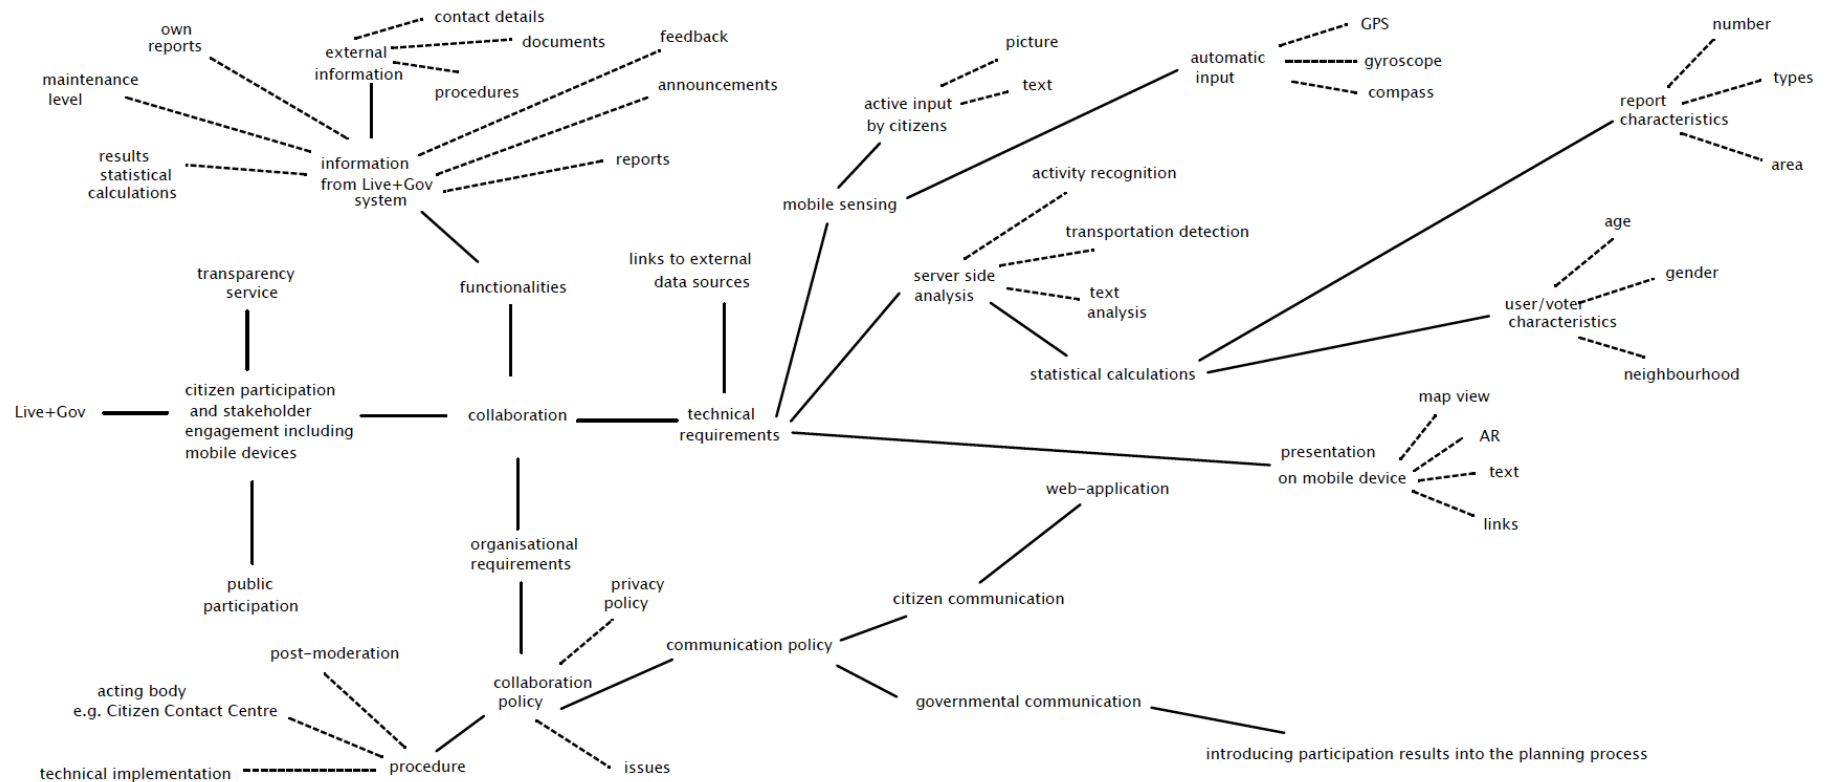 own
reports
maintenance
level
results
statistical
calculations
external
information
contact details
documents
procedures
feedback
announcements
reports
information
from Live+Gov
system
transparency
service
functionalities
links to external
data sources
Live+Gov
citizen participation
and stakeholder
engagement including
mobile devices
collaboration
technical
requirements
public
participation
organisational
requirements
privacy
policy
collaboration
policy
post-moderation
acting body
e.g. Citizen Contact Centre
technical implementation
procedure
issues
communication policy
citizen communication
web-application
governmental communication
introducing participation results into the planning process
mobile sensing
active input
by citizens
picture
text
automatic
input
GPS
gyroscope
compass
server side
analysis
activity recognition
transportation detection
text
analysis
statistical calculations
report
characteristics
number
types
area
user/voter
characteristics
age
gender
neighbourhood
presentation
on mobile device
map view
AR
text
links